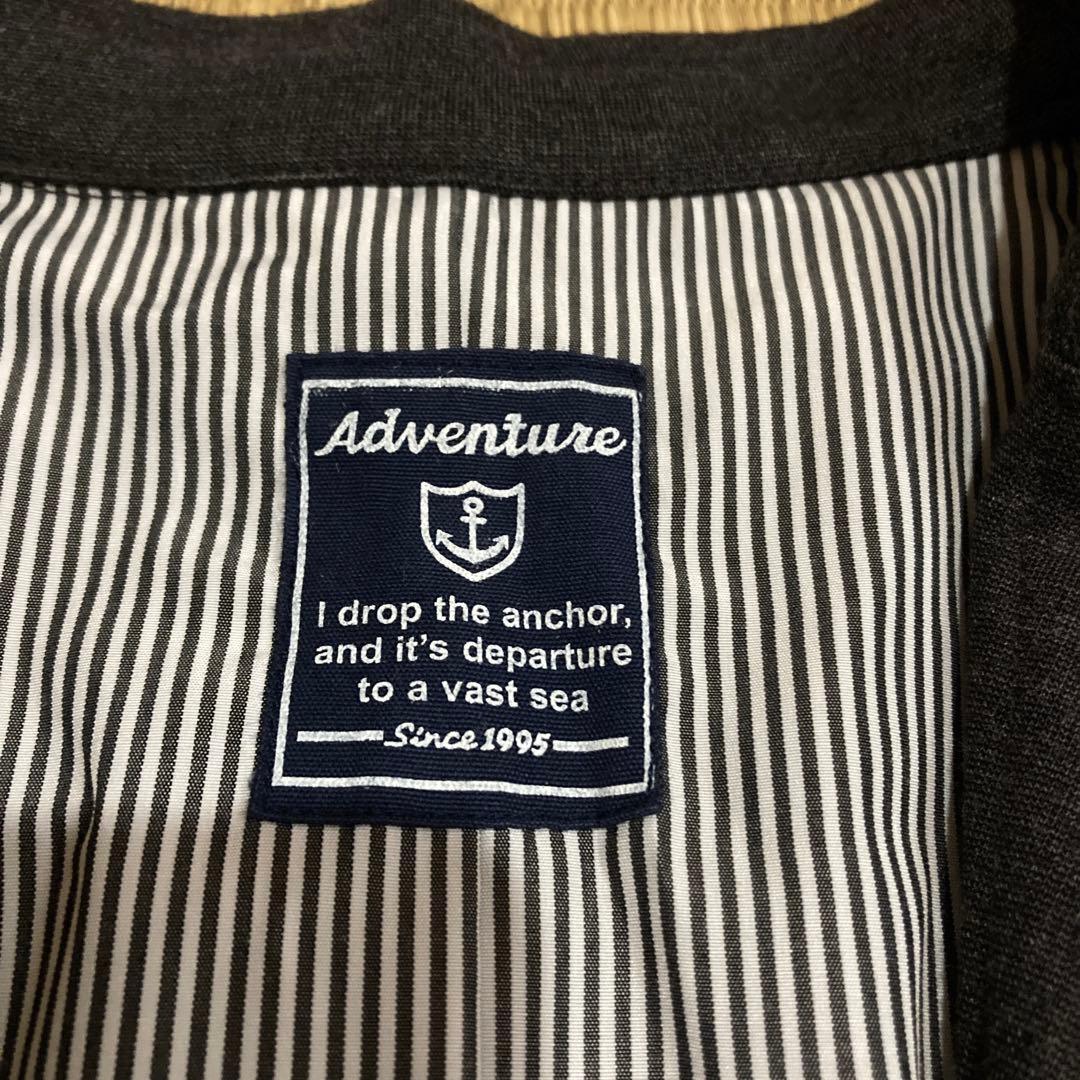 Adventure
I drop the anchor,
and it's departure
to a vast sea
Since 1995